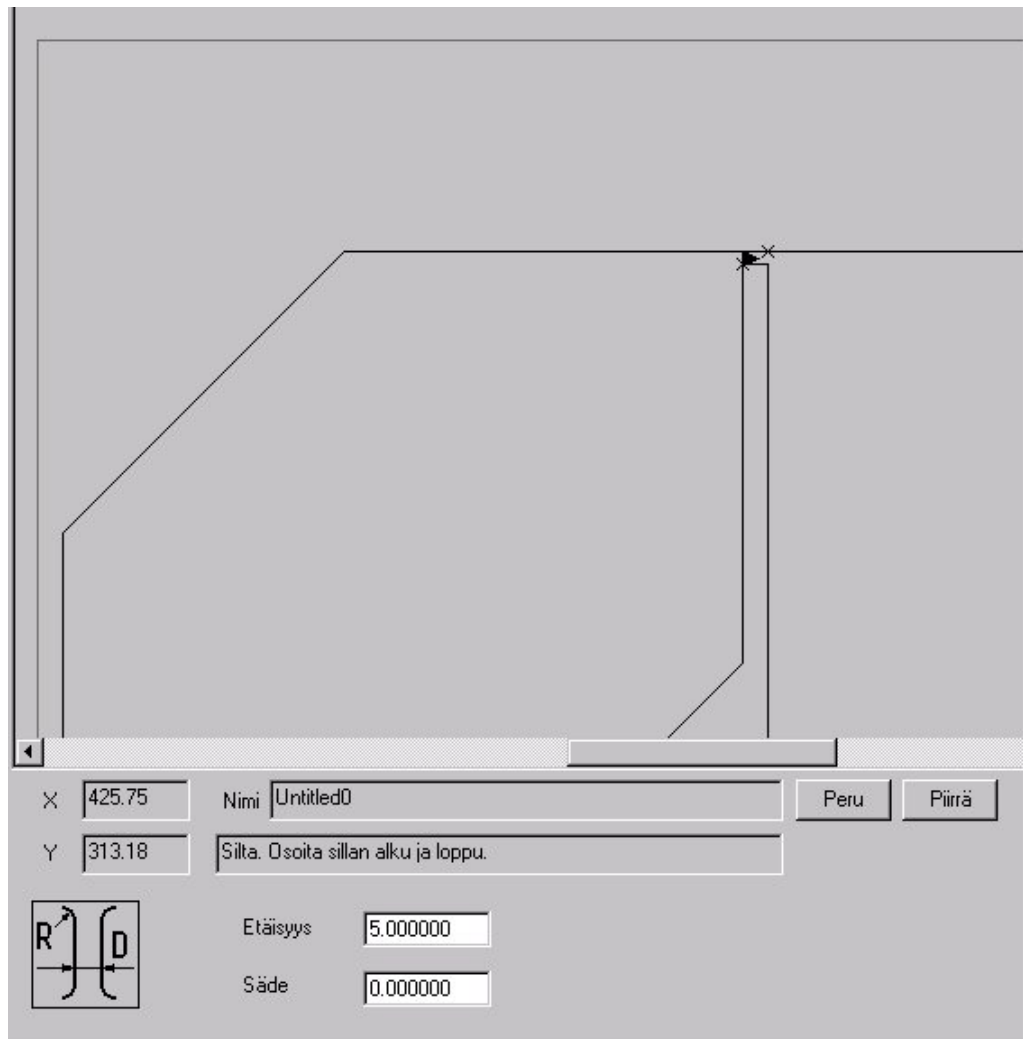 X 425.75 Nimi Untitled0 Peru Piirrä
Y 313.18 Silta. Osoita sillan alku ja loppu.
R D
Etäisyys 5.000000
Säde 0.000000